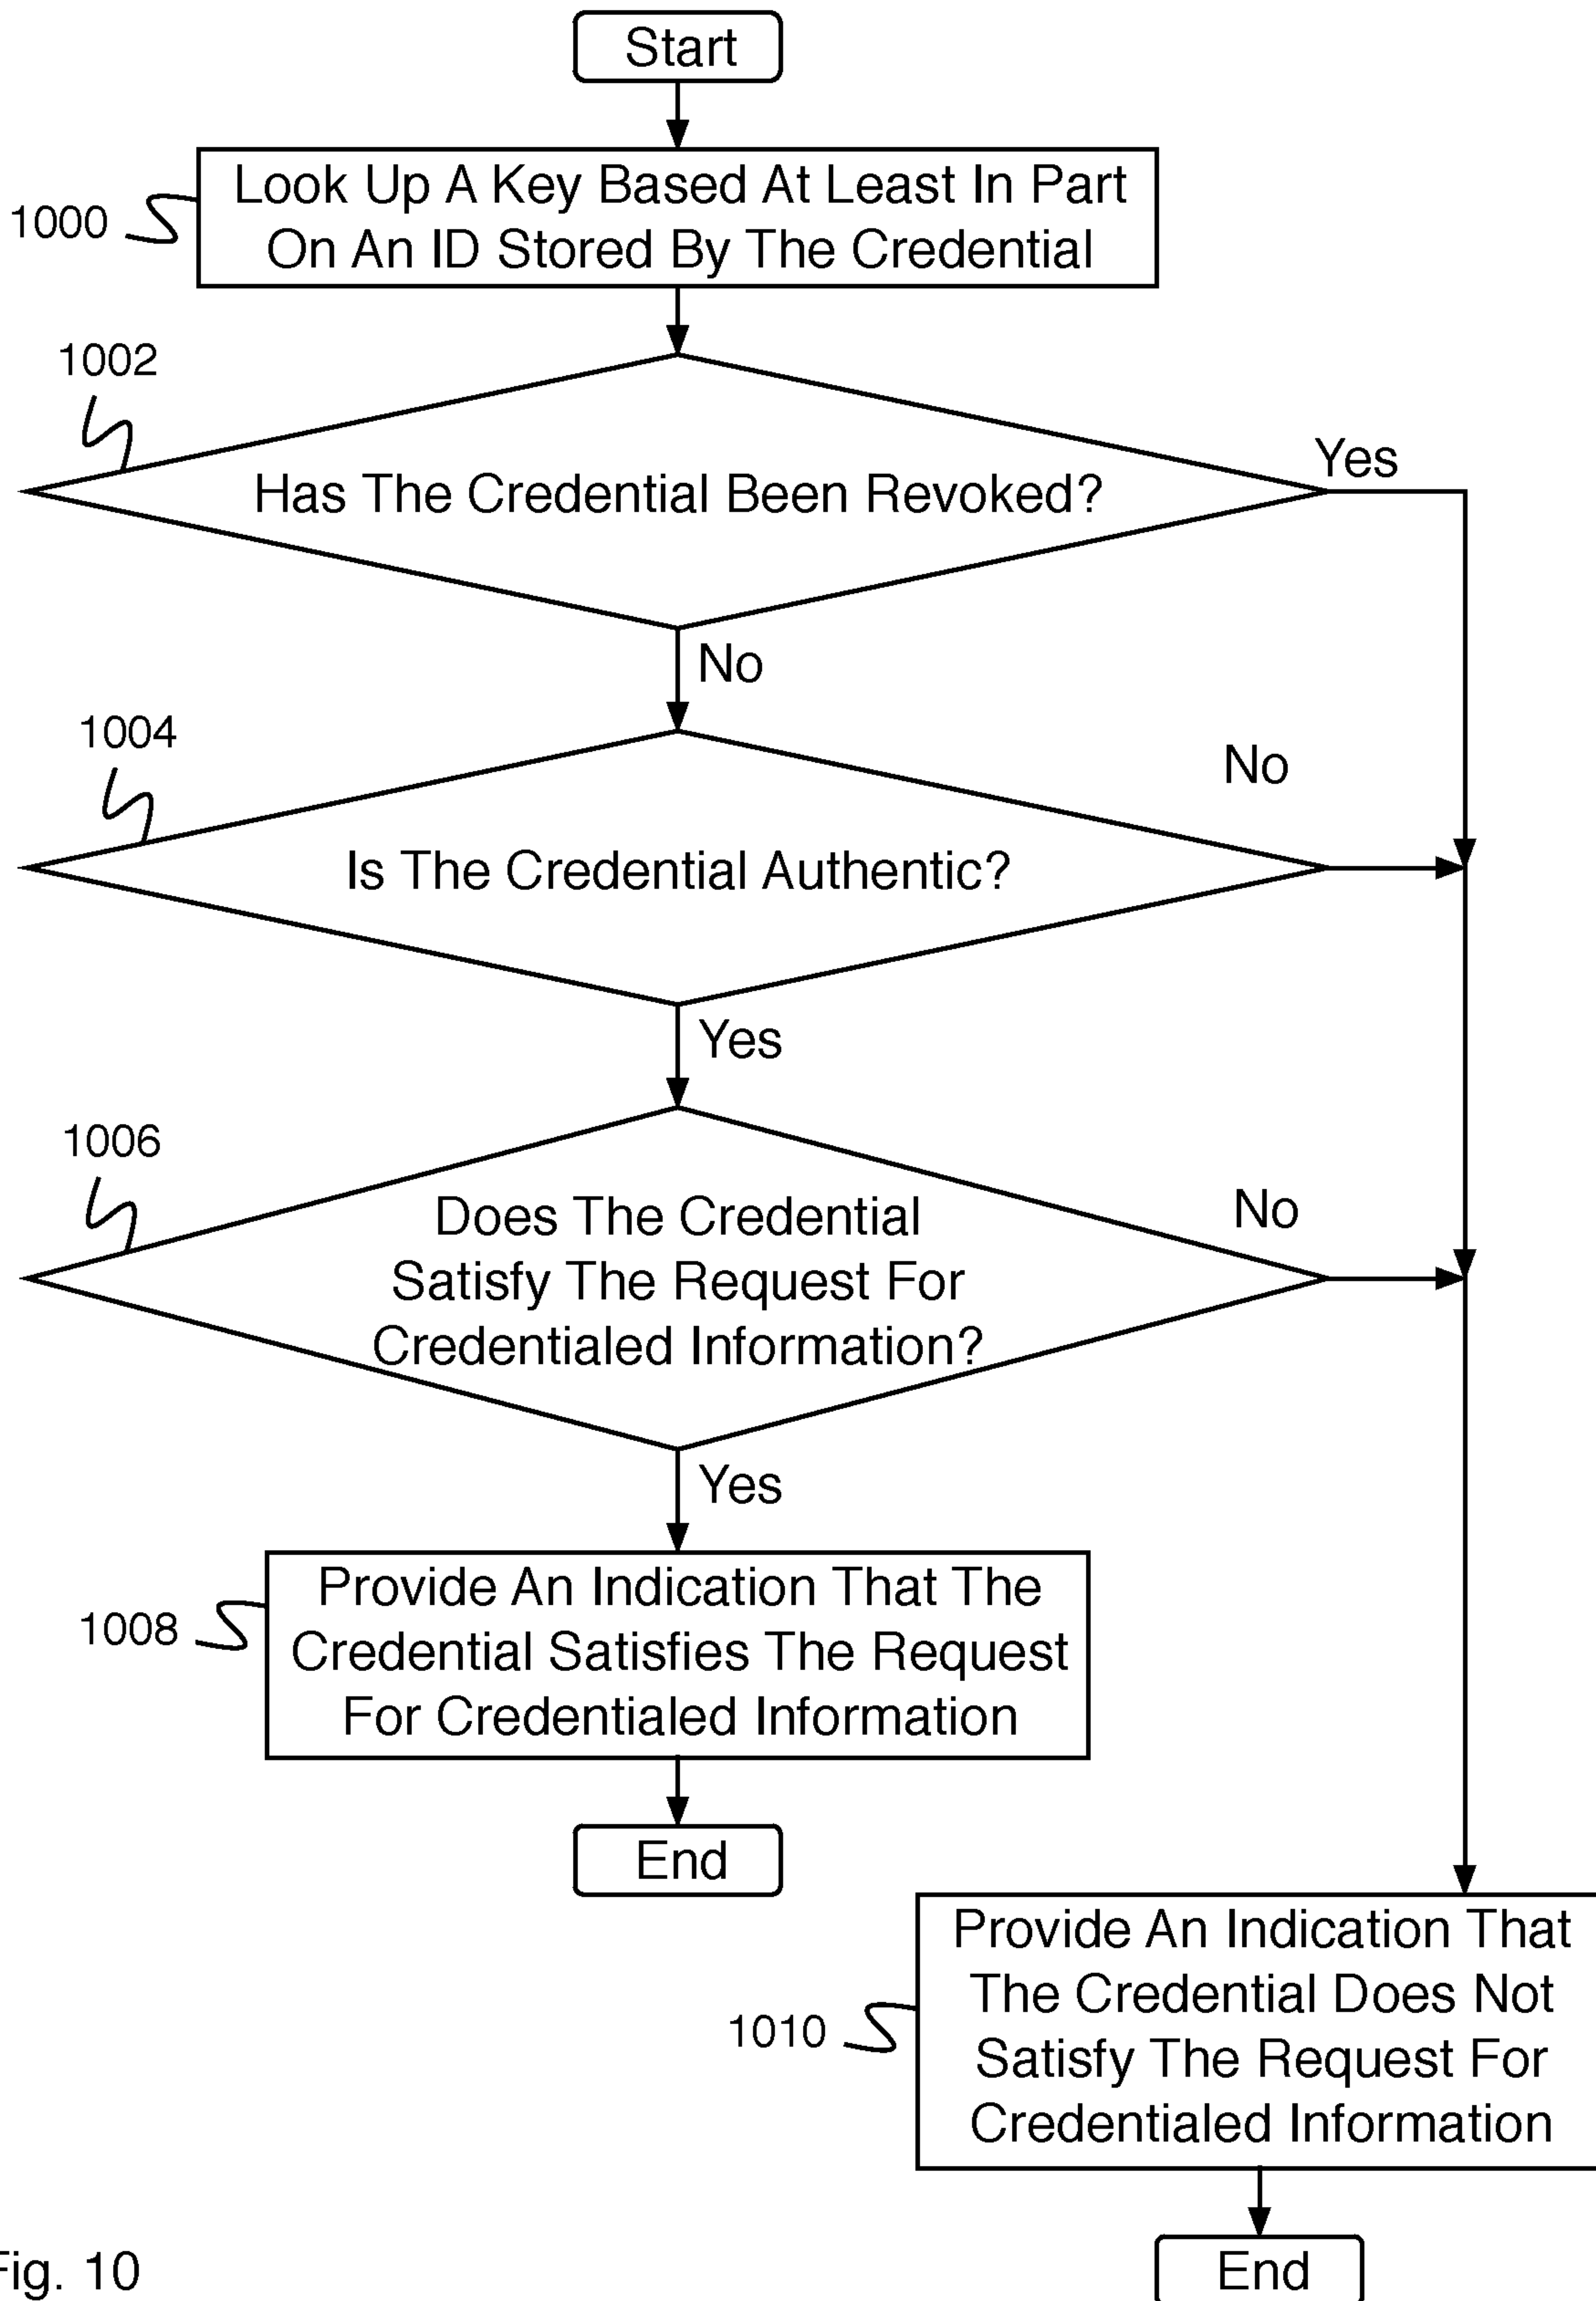 Start
Look Up A Key Based At Least In Part
On An ID Stored By The Credential
1000
1002
Has The Credential Been Revoked?
Yes
No
1004
Is The Credential Authentic?
No
Yes
1006
Does The Credential
Satisfy The Request For
Credentialed Information?
No
Yes
Provide An Indication That The
Credential Satisfies The Request
For Credentialed Information
1008
End
Provide An Indication That
The Credential Does Not
Satisfy The Request For
Credentialed Information
1010
End
Fig. 10